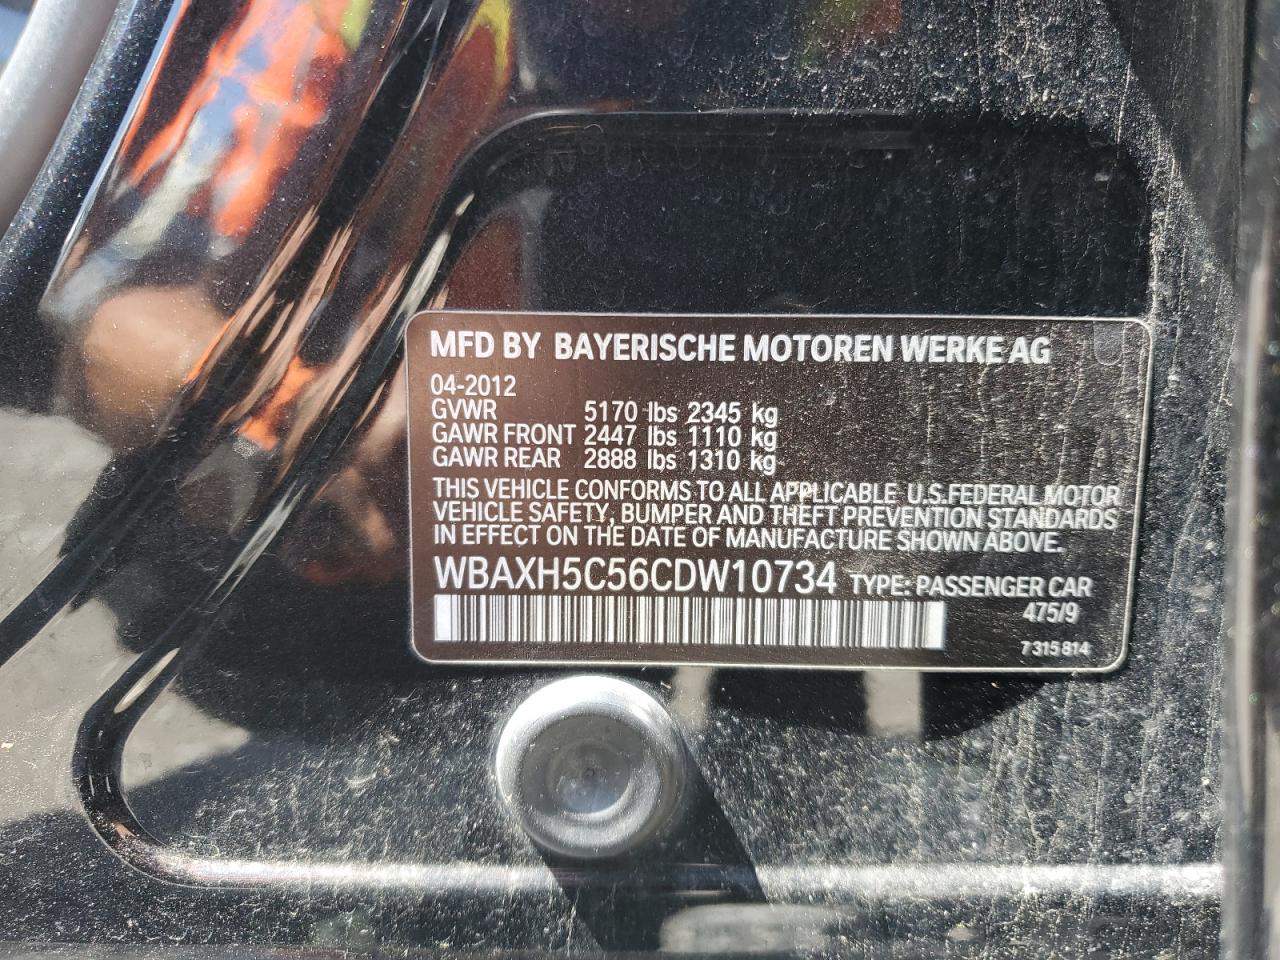 MFD BY BAYERISCHE MOTOREN WERKE AG
04-2012
GVWR 5170 lbs 2345 kg
GAWR FRONT 2447 lbs 1110 kg
GAWR REAR 2888 lbs 1310 kg
THIS VEHICLE CONFORMS TO ALL APPLICABLE U.S.FEDERAL MOTOR
VEHICLE SAFETY, BUMPER AND THEFT PREVENTION STANDARDS
IN EFFECT ON THE DATE OF MANUFACTURE SHOWN ABOVE.
WBAXH5C56CDW10734 TYPE: PASSENGER CAR
475/9
7 315 814